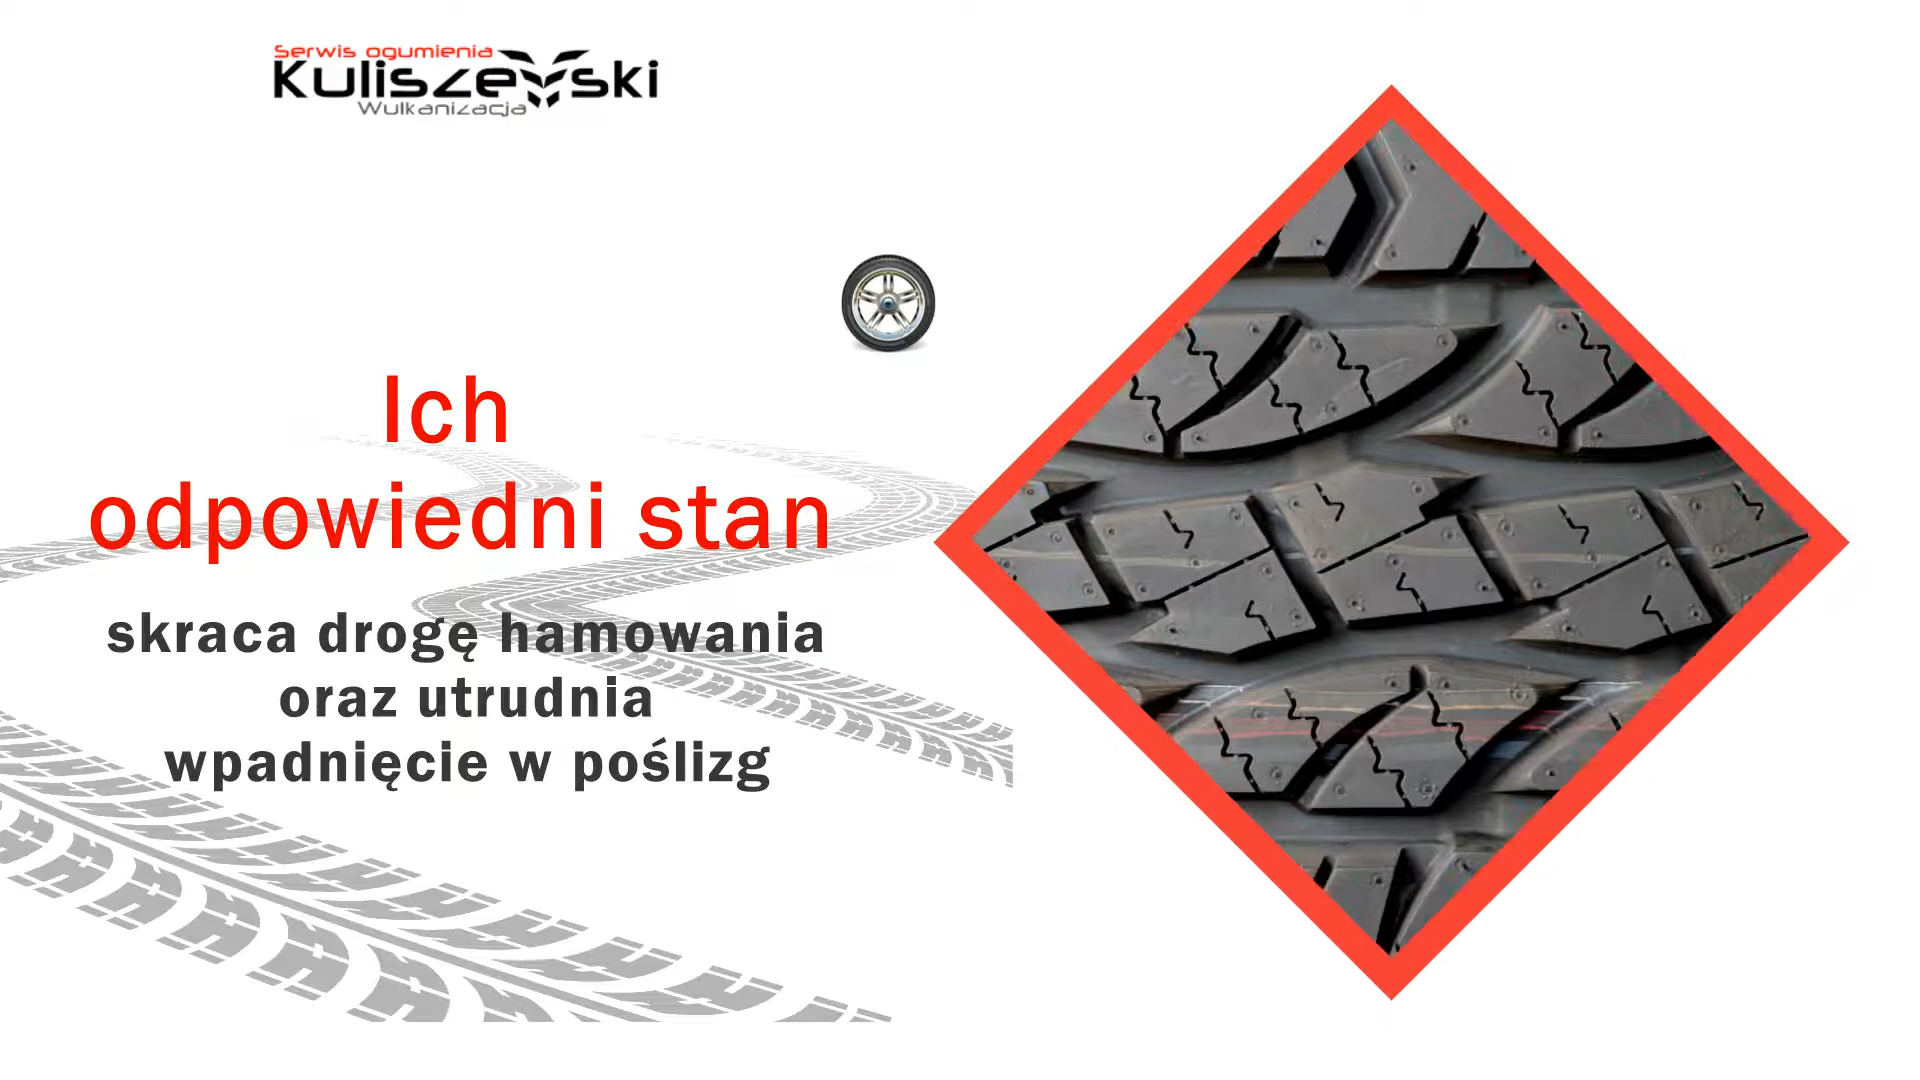 Serwis ogumienia
Kuliszewski
Wulkanizacja
Ich
odpowiedni stan
skraca drogę hamowania
oraz utrudnia
wpadnięcie w poślizg